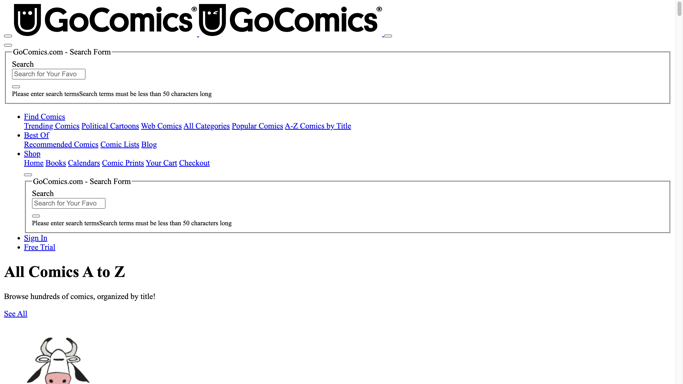 GoComics® GoComics®
GoComics.com - Search Form
Search
Search for Your Favo
Please enter search termsSearch terms must be less than 50 characters long
Find Comics
Trending Comics Political Cartoons Web Comics All Categories Popular Comics A-Z Comics by Title
Best Of
Recommended Comics Comic Lists Blog
Shop
Home Books Calendars Comic Prints Your Cart Checkout
GoComics.com - Search Form
Search
Search for Your Favo
Please enter search termsSearch terms must be less than 50 characters long
Sign In
Free Trial
All Comics A to Z
Browse hundreds of comics, organized by title!
See All